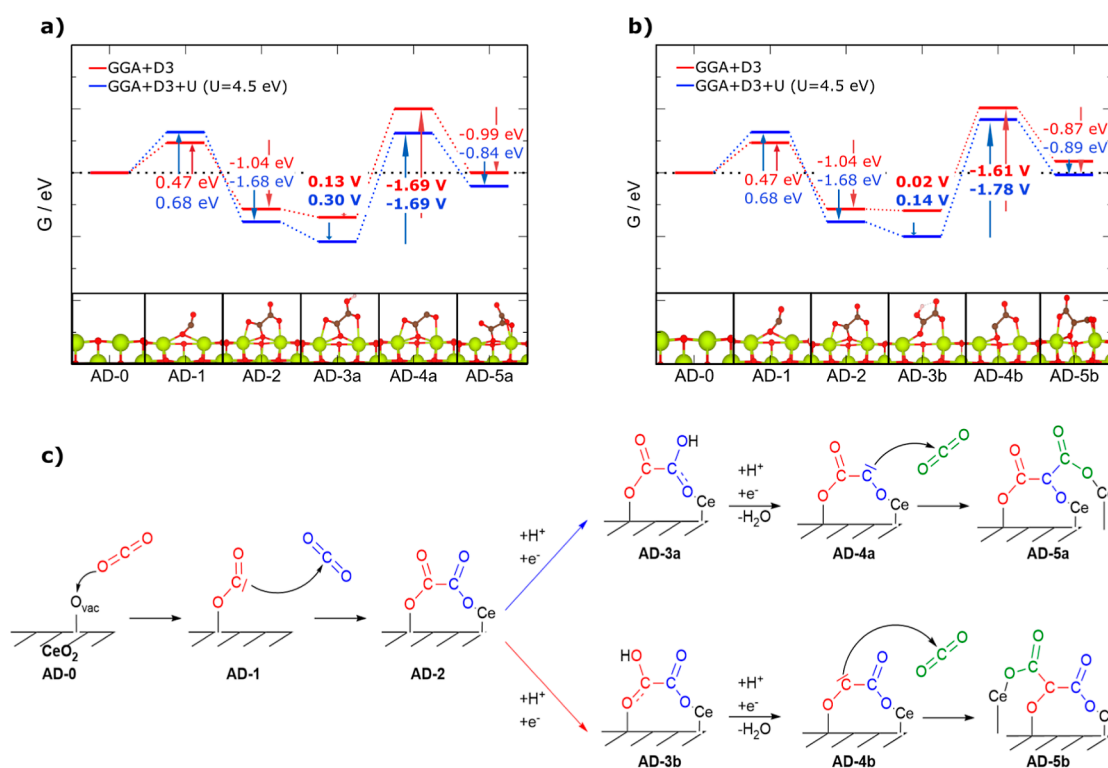 a)
GGA+D3
GGA+D3+U (U=4.5 eV)
G / eV
0.47 eV
0.68 eV
-1.04 eV
-1.68 eV
0.13 V
0.30 V
-1.69 V
-1.69 V
-0.99 eV
-0.84 eV
AD-0 AD-1 AD-2 AD-3a AD-4a AD-5a
b)
GGA+D3
GGA+D3+U (U=4.5 eV)
G / eV
0.47 eV
0.68 eV
-1.04 eV
-1.68 eV
0.02 V
0.14 V
-1.61 V
-1.78 V
-0.87 eV
-0.89 eV
AD-0 AD-1 AD-2 AD-3b AD-4b AD-5b
c)
O C O
Ovac
CeO2
AD-0
O
C
O
AD-1
O C O
O O
C C
O O
Ce
AD-2
+H+
+e-
O OH
C C
O O
Ce
AD-3a
+H+
+e-
-H2O
O
C C
O O
Ce
AD-4a
O C O
O O
C C C
O O O
Ce Ce
AD-5a
+H+
+e-
HO O
C C
O O
Ce
AD-3b
+H+
+e-
-H2O
O
C C
O O
Ce
AD-4b
O C O
O O
O C C C
O O
Ce
AD-5b